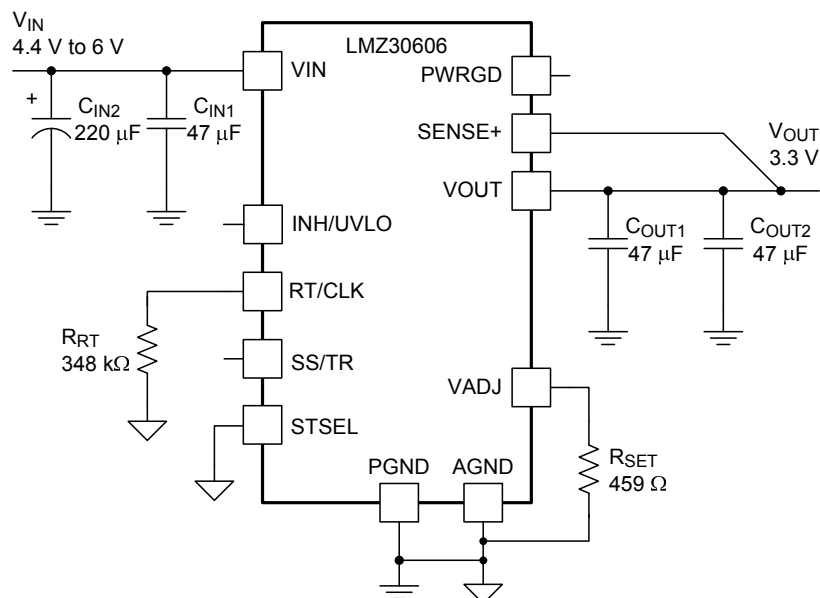 VIN
4.4 V to 6 V
LMZ30606
VIN
PWRGD
+
CIN2
220 μF
CIN1
47 μF
SENSE+
VOUT
3.3 V
VOUT
INH/UVLO
COUT1
47 μF
COUT2
47 μF
RT/CLK
RRT
348 kΩ
SS/TR
VADJ
STSEL
PGND
AGND
RSET
459 Ω